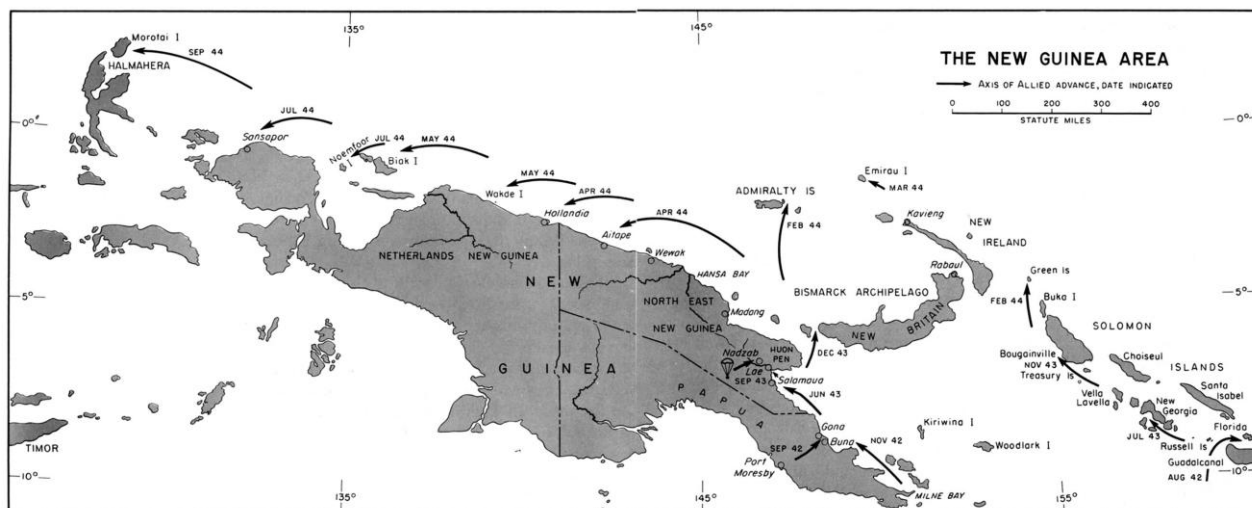 THE NEW GUINEA AREA
AXIS OF ALLIED ADVANCE, DATE INDICATED
0 100 200 300 400
STATUTE MILES
135°
145°
Morotai I
SEP 44
HALMAHERA
JUL 44
0°
0°
Sansapor
Noemfoor I
JUL 44
Biak I
MAY 44
MAY 44
Wakde I
APR 44
Hollandia
APR 44
Aitape
Wewak
ADMIRALTY IS
FEB 44
Emirau I
MAR 44
Kavieng
NEW
IRELAND
NETHERLANDS NEW GUINEA
NEW
GUINEA
HANSA BAY
NORTH EAST
NEW GUINEA
Madang
Rabaul
BISMARCK ARCHIPELAGO
NEW BRITAIN
5°
5°
Green Is
FEB 44
Buka I
SOLOMON
ISLANDS
HUON
PEN
DEC 43
Nadzab
Lae
SEP 43
Salamaua
JUN 43
Bougainville
NOV 43
Treasury Is
Choiseul
Santa
Isabel
Vella
Lavella
New
Georgia
JUL 43
Russell Is
Florida
Guadalcanal
AUG 42
PAPUA
Gona
Buna
SEP 42
NOV 42
Kiriwina I
Woodlark I
Port
Moresby
MILNE BAY
TIMOR
10°
10°
135°
145°
155°